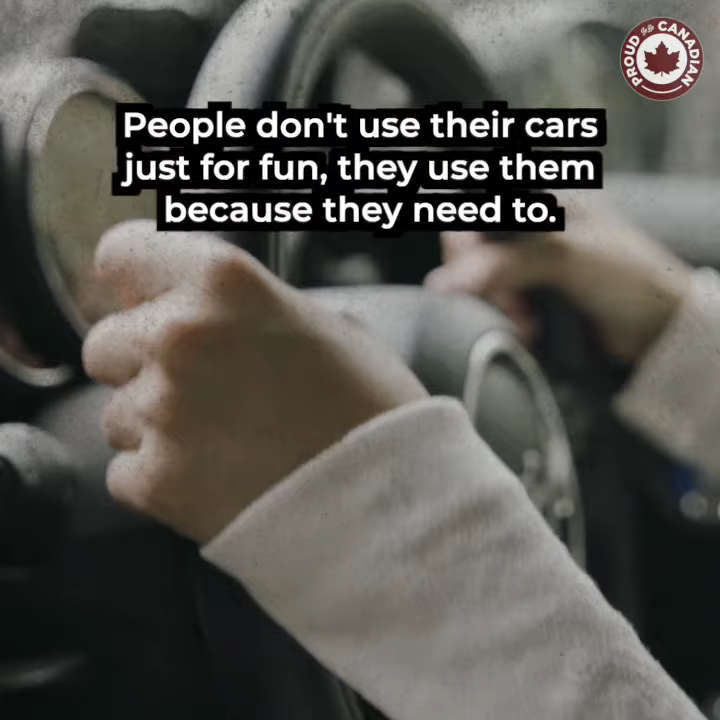 PROUD CANADIAN
People don't use their cars
just for fun, they use them
because they need to.